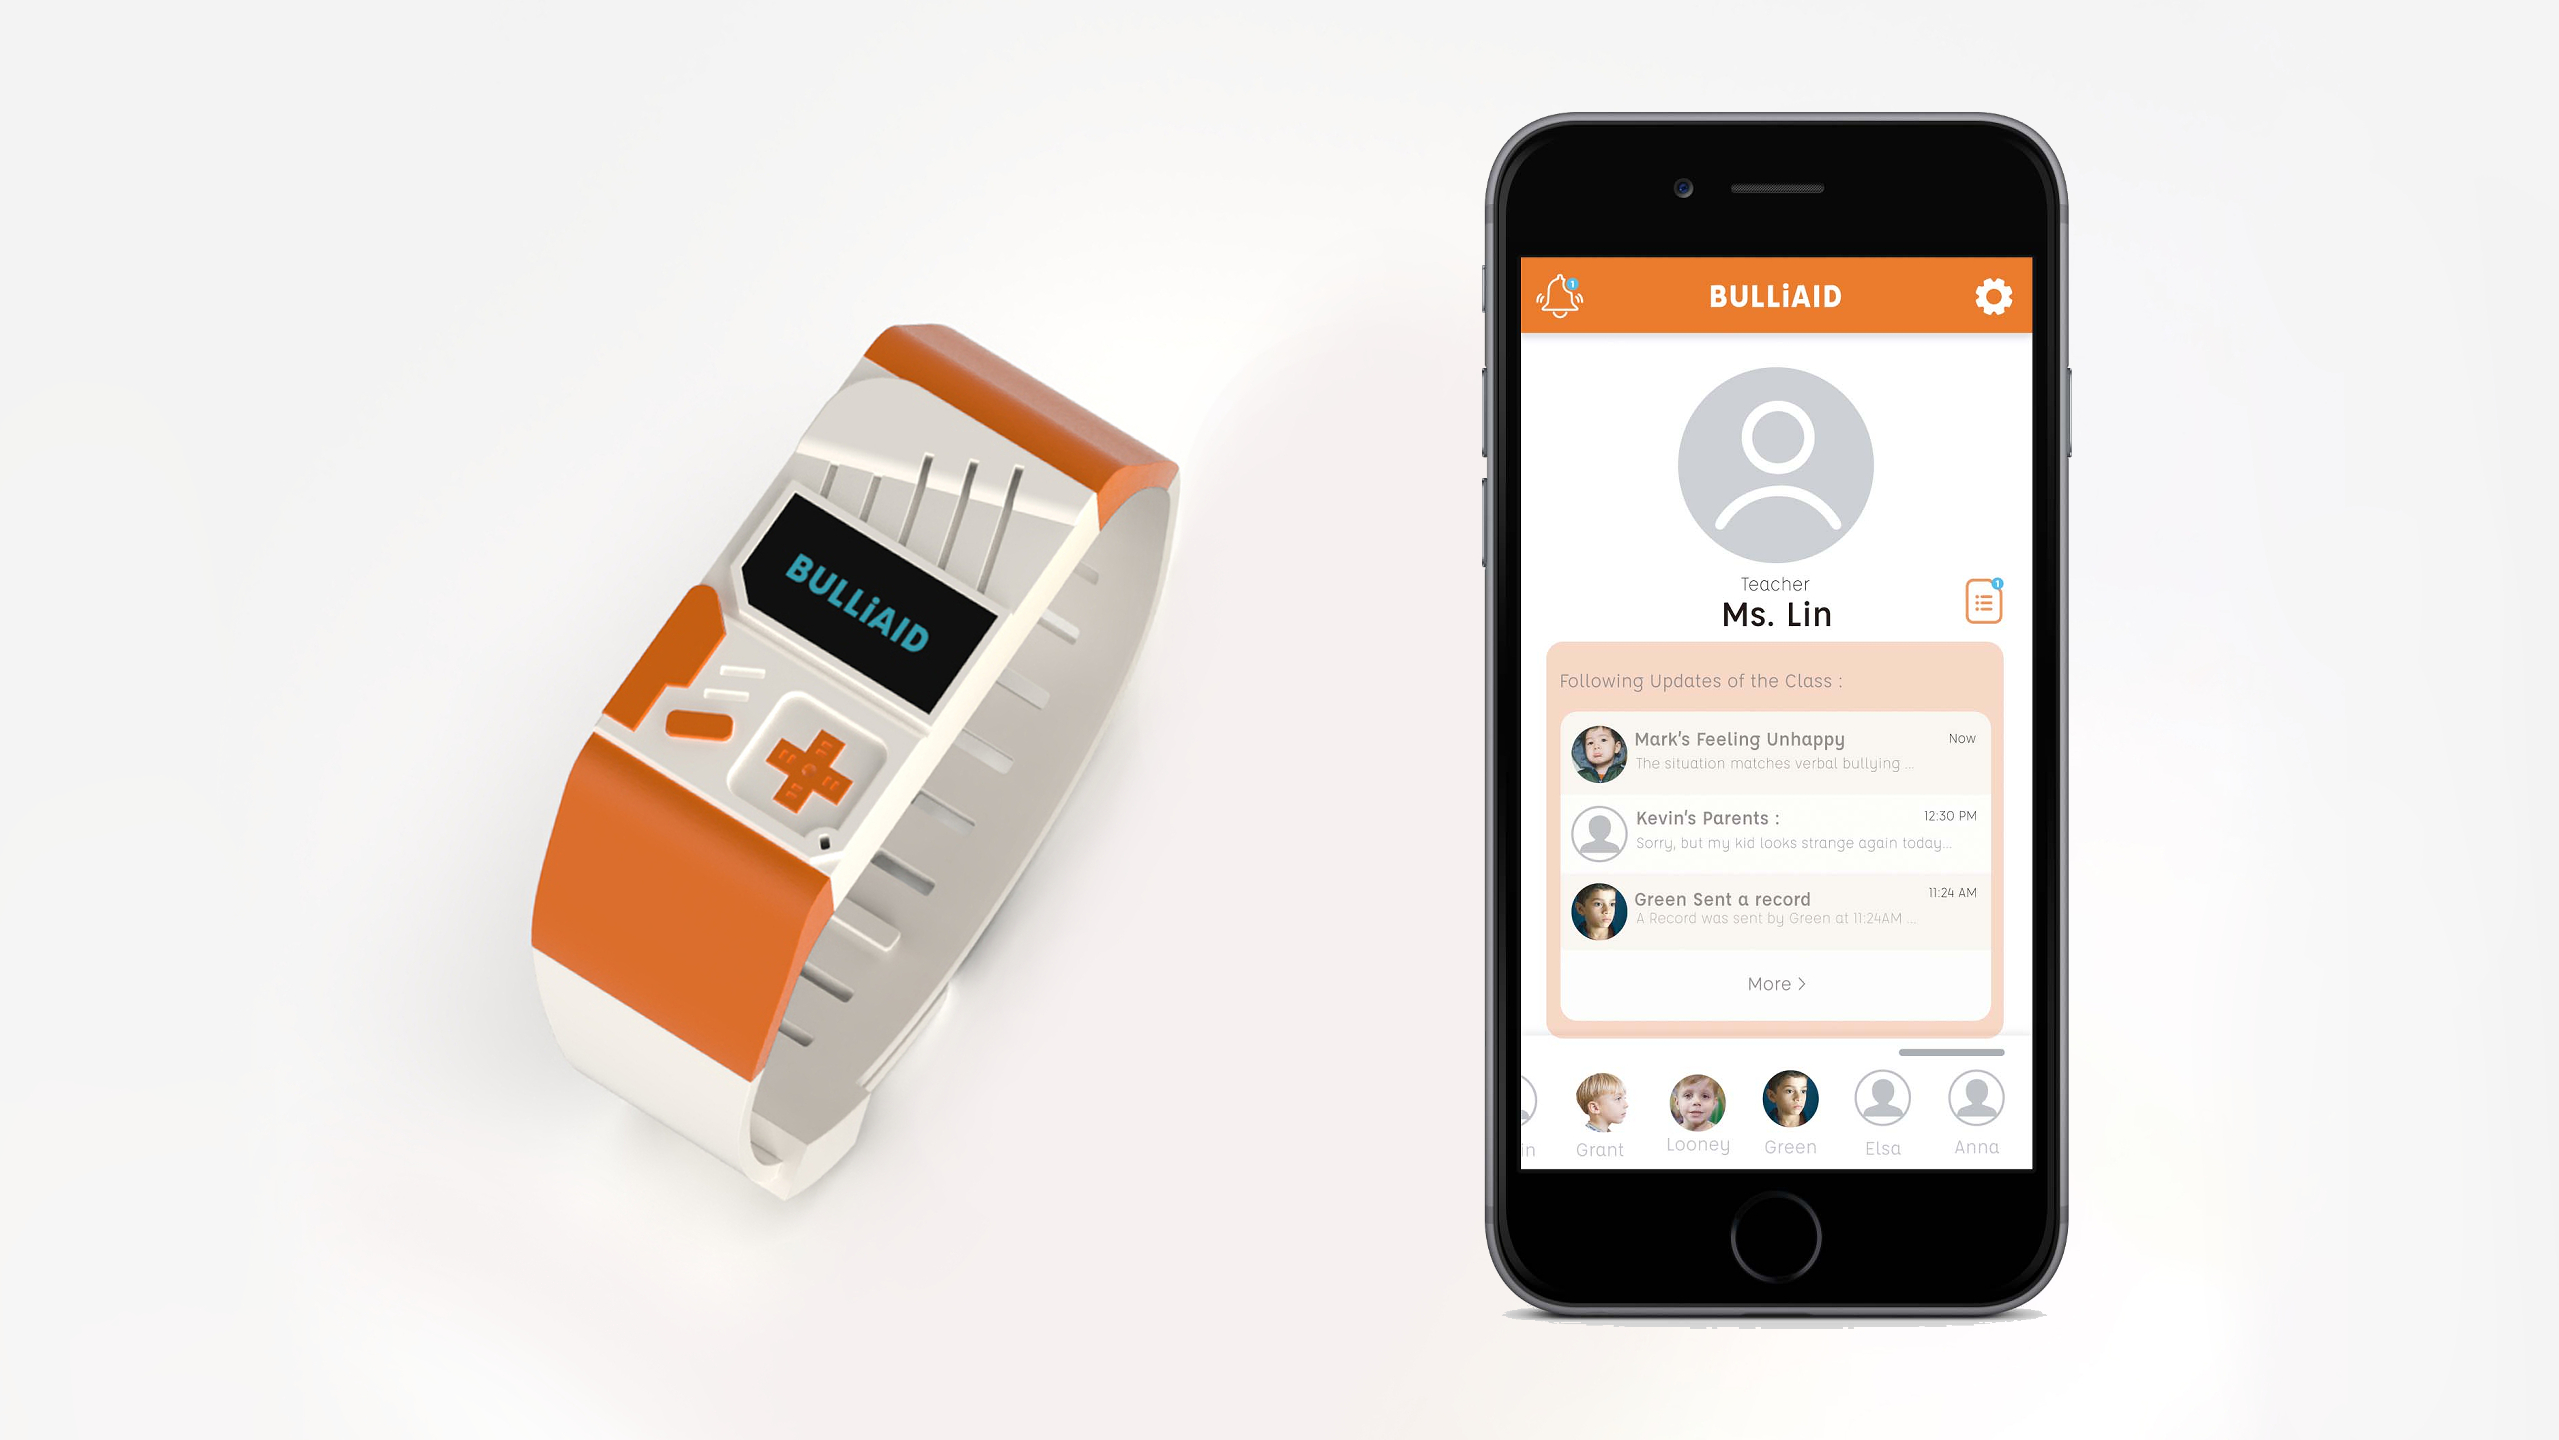 BULLiAID
1
BULLiAID
Teacher
Ms. Lin
1
Following Updates of the Class :
Mark's Feeling Unhappy
Now
The situation matches verbal bullying ...
Kevin's Parents :
12:30 PM
Sorry, but my kid looks strange again today...
Green Sent a record
11:24 AM
A Record was sent by Green at 11:24AM ...
More >
in
Grant
Looney
Green
Elsa
Anna